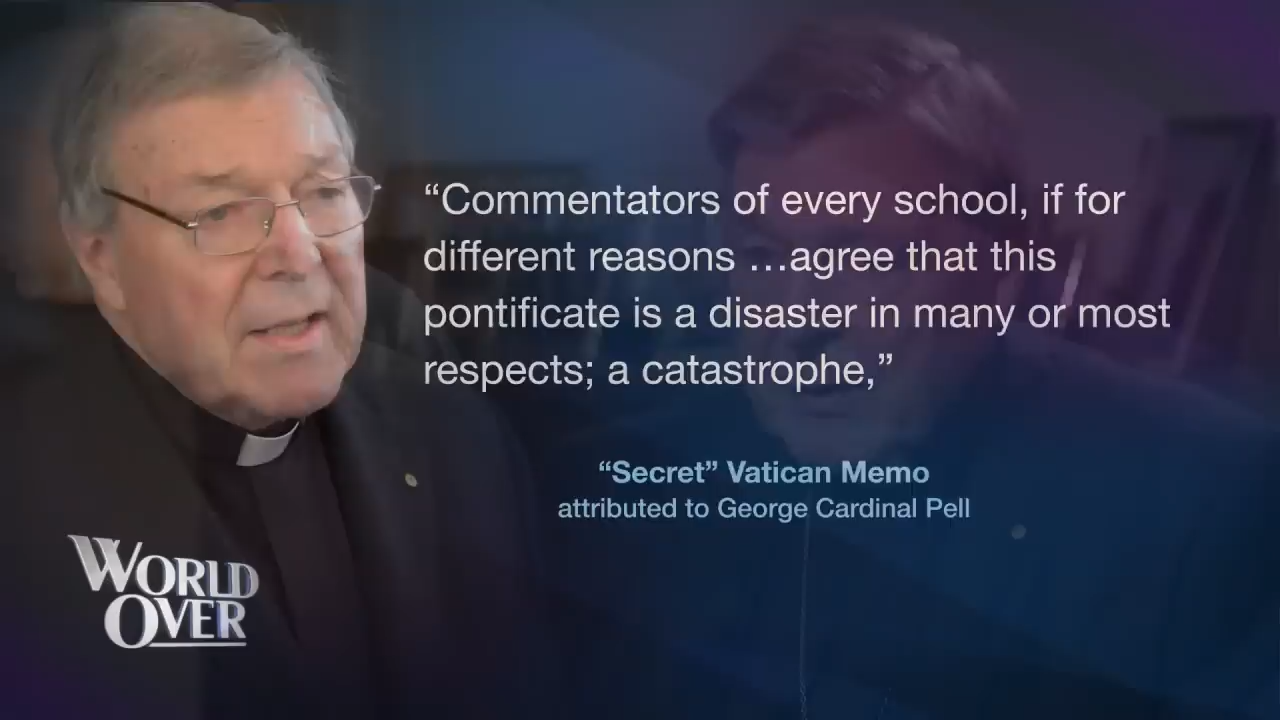 “Commentators of every school, if for
different reasons ...agree that this
pontificate is a disaster in many or most
respects; a catastrophe,”
“Secret” Vatican Memo
attributed to George Cardinal Pell
WORLD
OVER